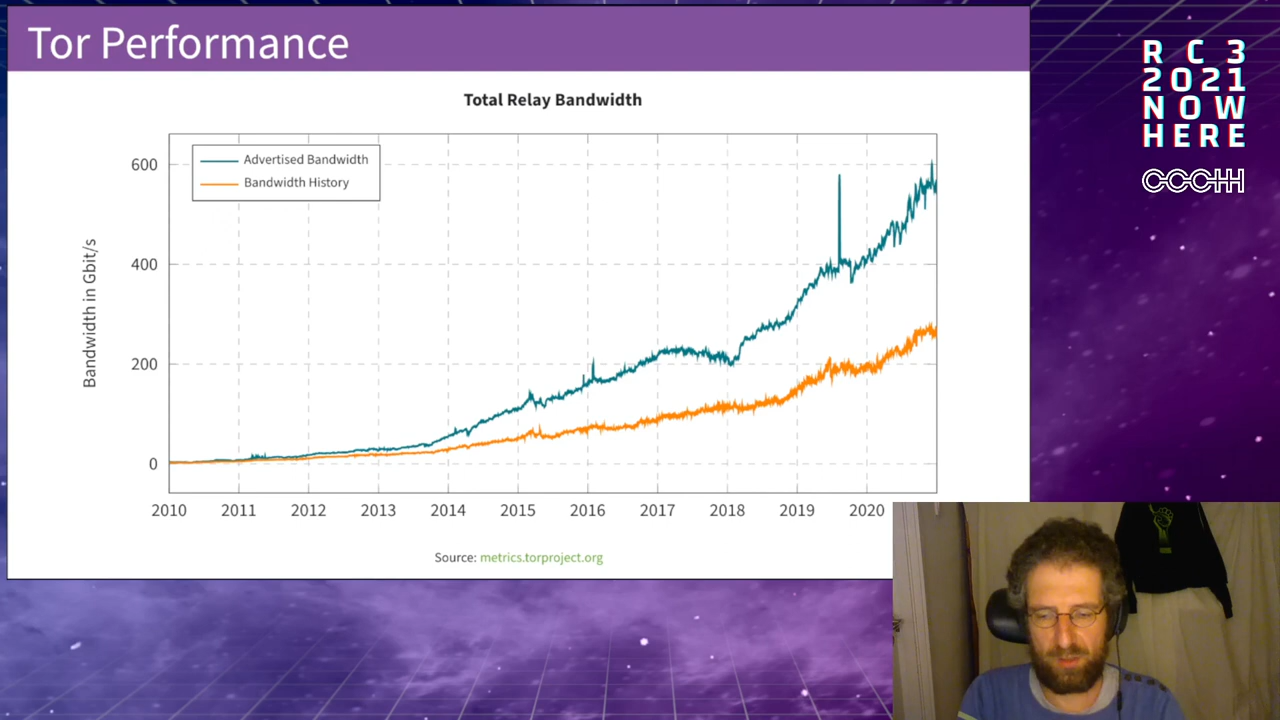 Tor Performance
Total Relay Bandwidth
Advertised Bandwidth
Bandwidth History
Bandwidth in Gbit/s
600
400
200
0
2010 2011 2012 2013 2014 2015 2016 2017 2018 2019 2020
Source: metrics.torproject.org
R C 3
2021
NOW
HERE
CCCHH